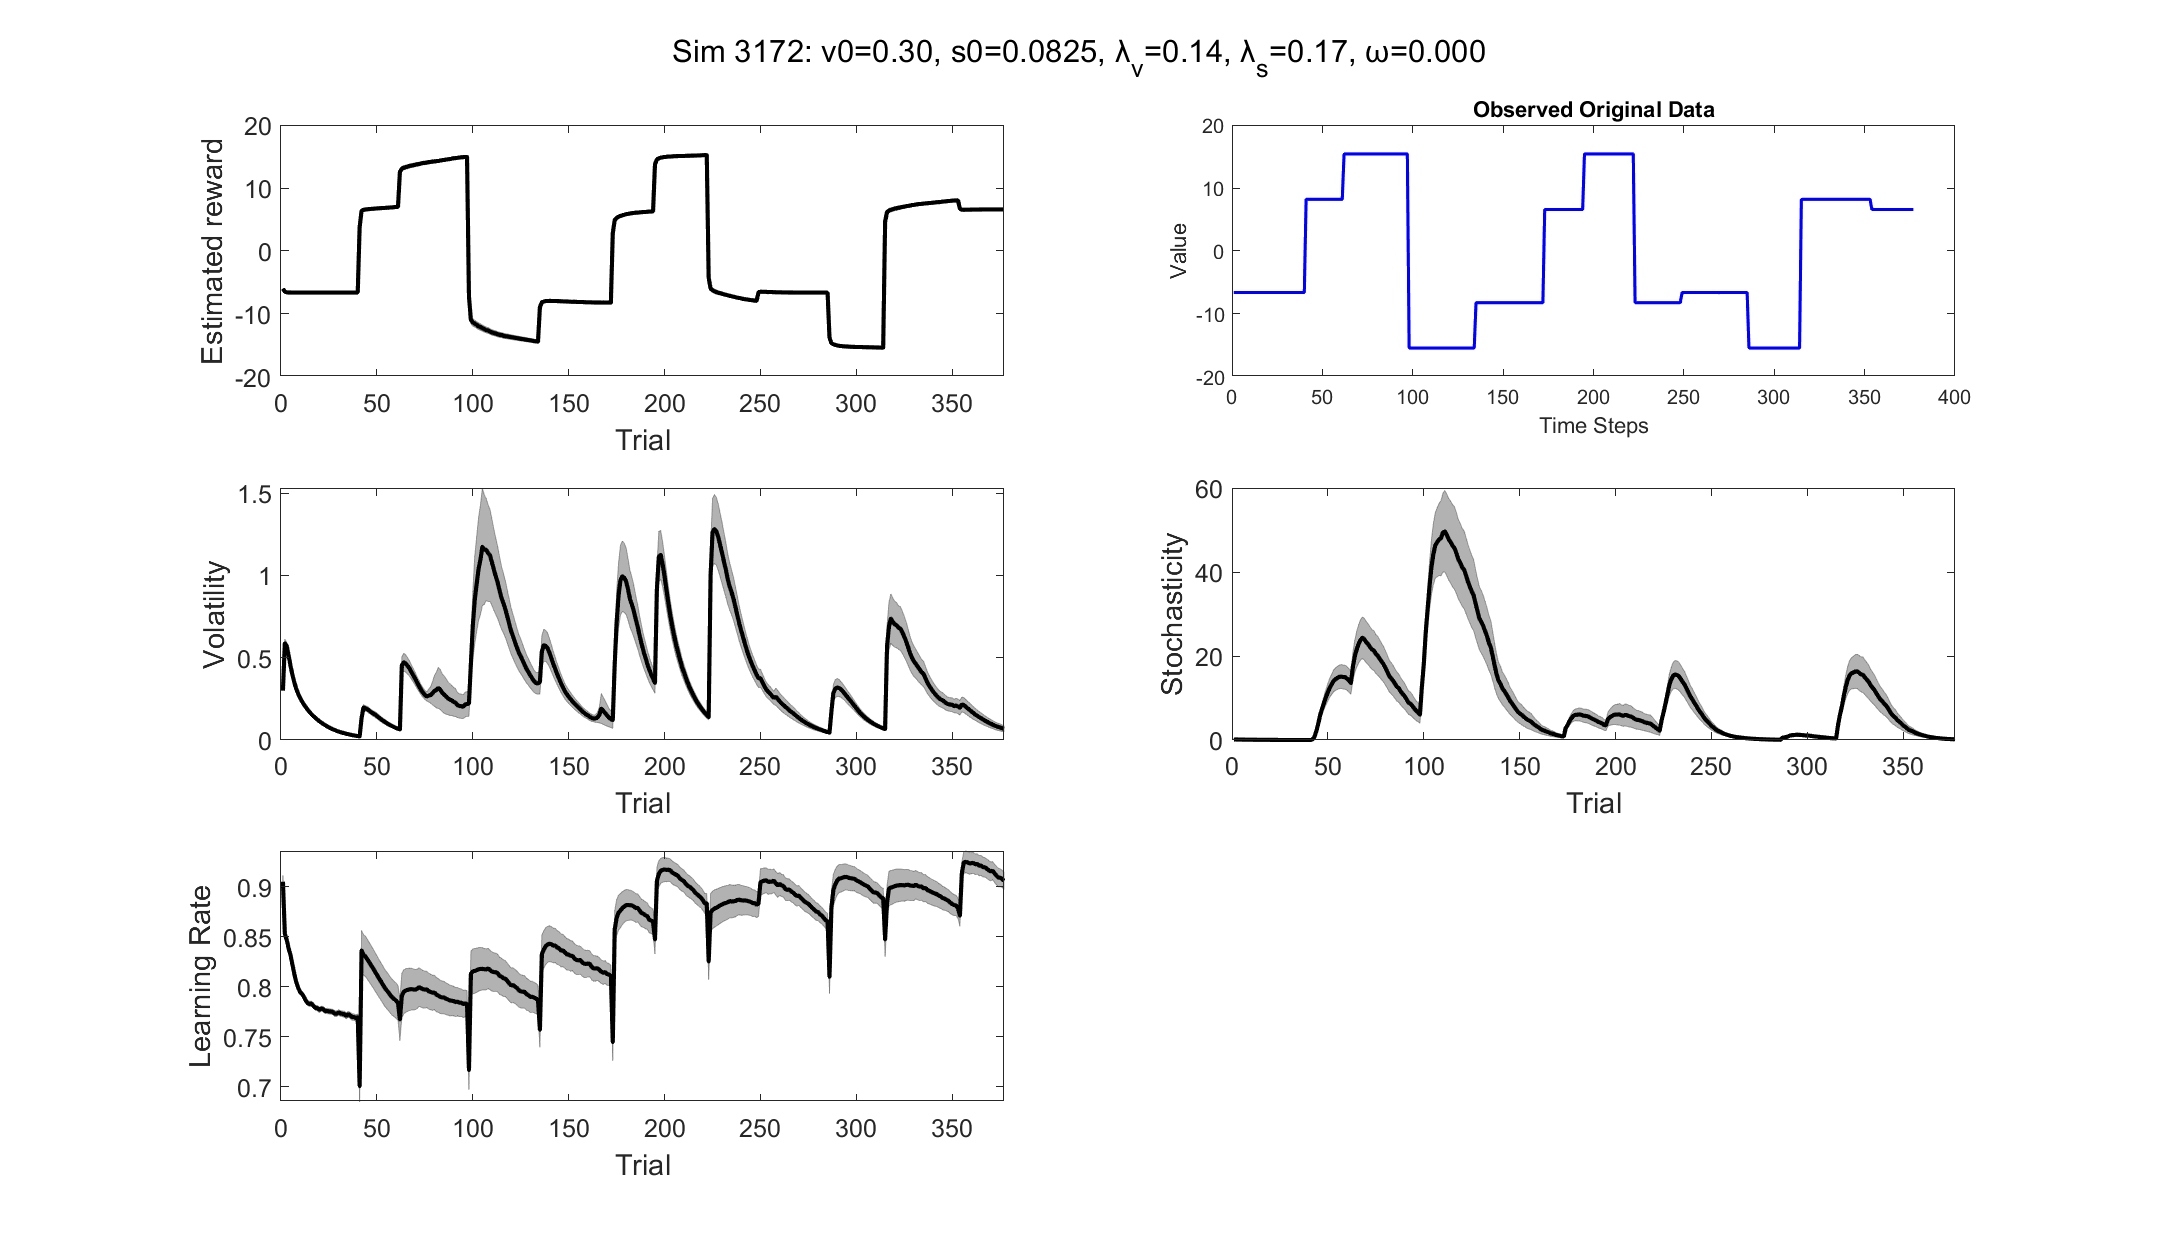 Sim 3172: v0=0.30, s0=0.0825, λv=0.14, λs=0.17, ω=0.000
Estimated reward
20
10
0
-10
-20
0 50 100 150 200 250 300 350
Trial
Observed Original Data
Value
20
10
0
-10
-20
0 50 100 150 200 250 300 350 400
Time Steps
Volatility
1.5
1
0.5
0
0 50 100 150 200 250 300 350
Trial
Stochasticity
60
40
20
0
0 50 100 150 200 250 300 350
Trial
Learning Rate
0.9
0.85
0.8
0.75
0.7
0 50 100 150 200 250 300 350
Trial